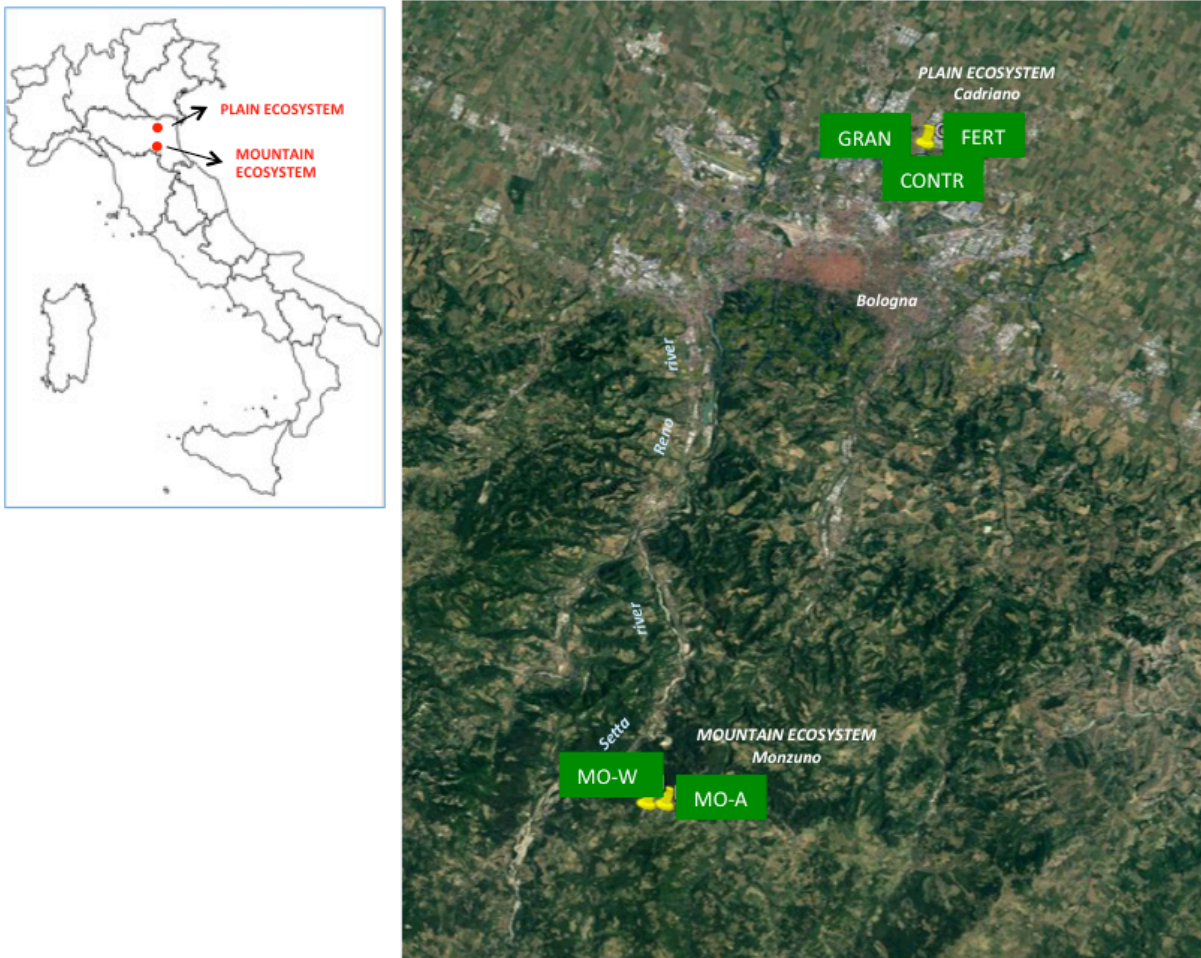 PLAIN ECOSYSTEM
MOUNTAIN
ECOSYSTEM
PLAIN ECOSYSTEM
Cadriano
GRAN
FERT
CONTR
Bologna
river
Reno
river
Setta
MOUNTAIN ECOSYSTEM
Monzuno
MO-W
MO-A